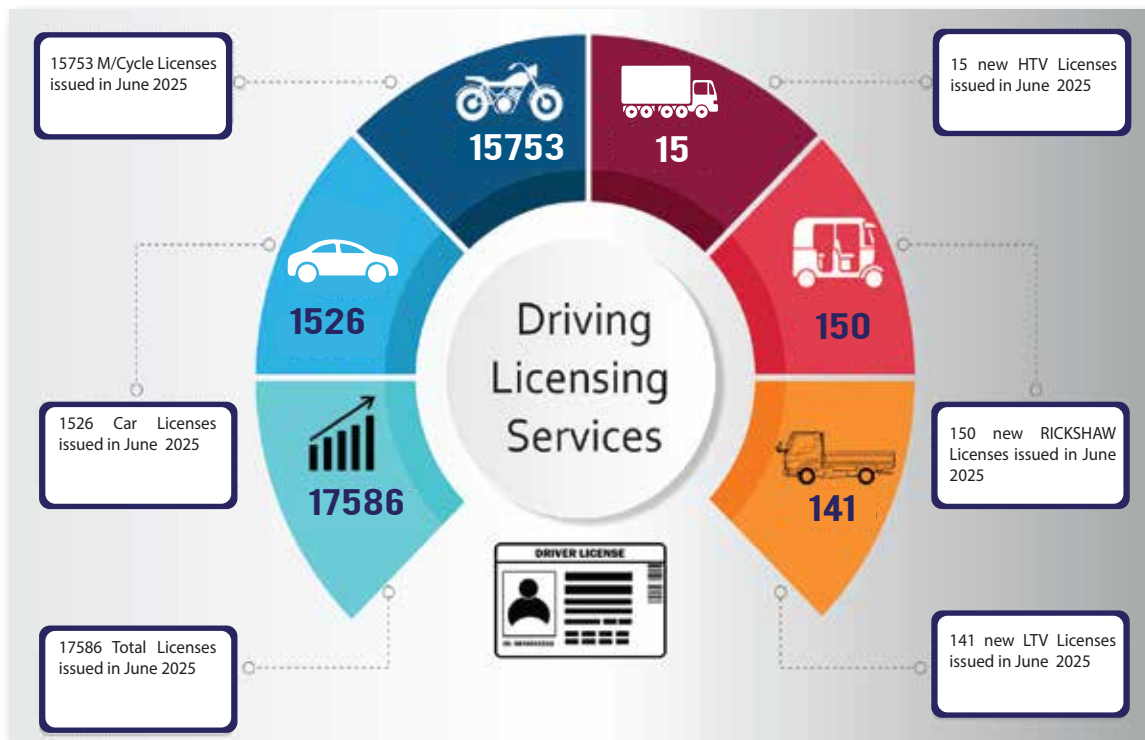 15753 M/Cycle Licenses
issued in June 2025
15753
15
15 new HTV Licenses
issued in June 2025
1526
150
Driving
Licensing
Services
1526 Car Licenses
issued in June 2025
150 new RICKSHAW
Licenses issued in June
2025
17586
141
DRIVER LICENSE
17586 Total Licenses
issued in June 2025
141 new LTV Licenses
issued in June 2025